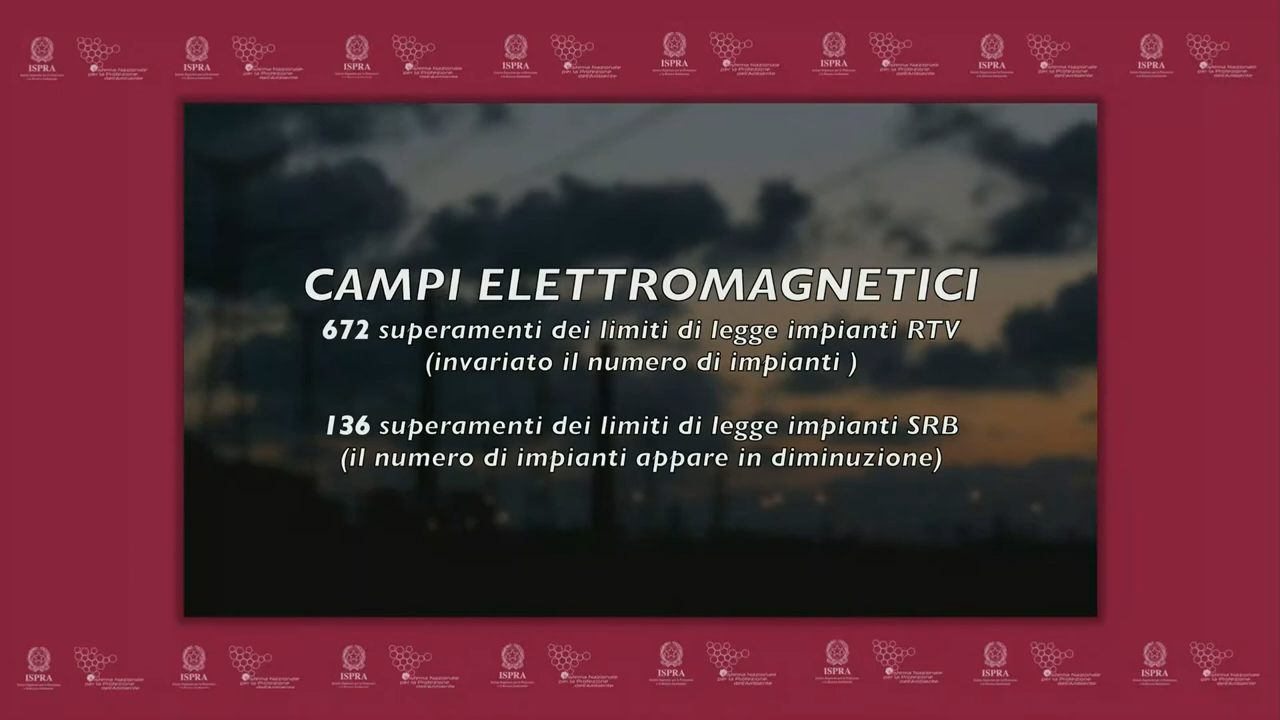 ISPRA
ISPRA
ISPRA
ISPRA
ISPRA
ISPRA
ISPRA
ISPRA
CAMPI ELETTROMAGNETICI
672 superamenti dei limiti di legge impianti RTV
(invariato il numero di impianti )
136 superamenti dei limiti di legge impianti SRB
(il numero di impianti appare in diminuzione)
ISPRA
ISPRA
ISPRA
ISPRA
ISPRA
ISPRA
ISPRA
ISPRA